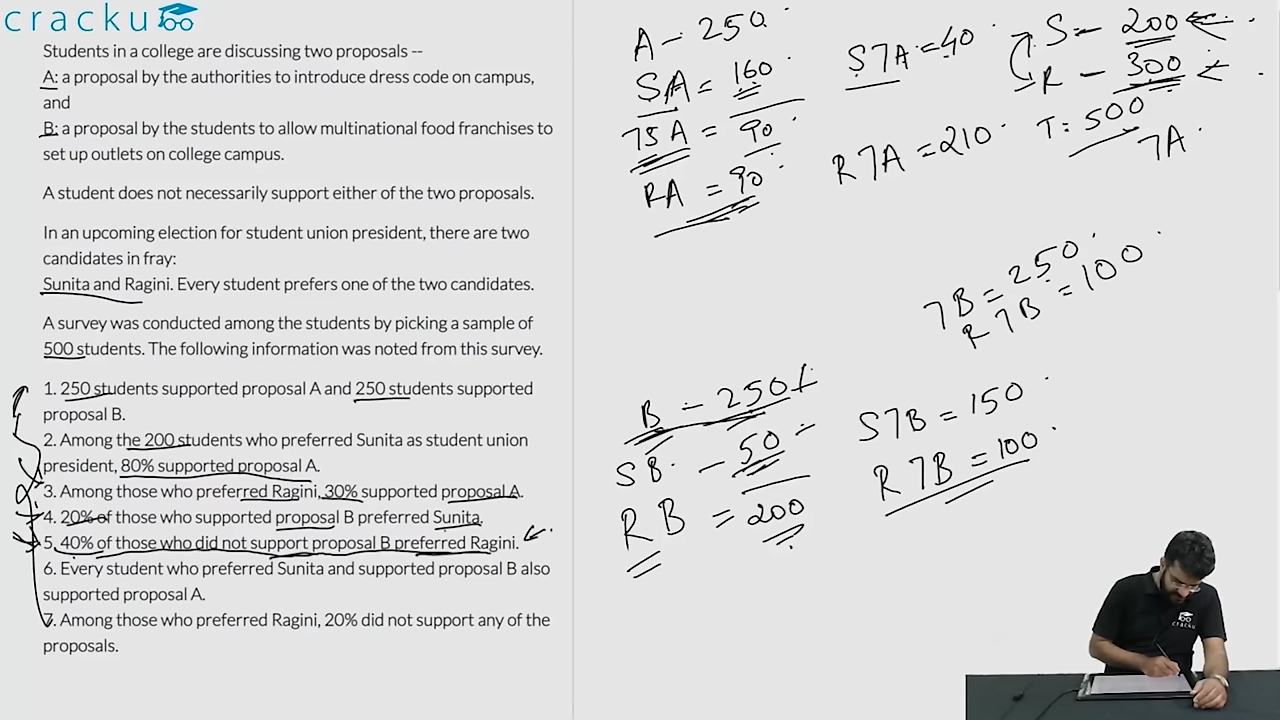 cracku
Students in a college are discussing two proposals --
A: a proposal by the authorities to introduce dress code on campus,
and
B: a proposal by the students to allow multinational food franchises to
set up outlets on college campus.
A student does not necessarily support either of the two proposals.
In an upcoming election for student union president, there are two
candidates in fray:
Sunita and Ragini. Every student prefers one of the two candidates.
A survey was conducted among the students by picking a sample of
500 students. The following information was noted from this survey.
1. 250 students supported proposal A and 250 students supported
proposal B.
2. Among the 200 students who preferred Sunita as student union
president, 80% supported proposal A.
3. Among those who preferred Ragini, 30% supported proposal A.
4. 20% of those who supported proposal B preferred Sunita.
5. 40% of those who did not support proposal B preferred Ragini.
6. Every student who preferred Sunita and supported proposal B also
supported proposal A.
7. Among those who preferred Ragini, 20% did not support any of the
proposals.
A - 250
SA = 160
7SA = 90
RA = 90
S7A = 40
R7A = 210
S - 200
R - 300
T: 500
7A
7B = 250
R7B = 100
B - 250
SB - 50
RB = 200
S7B = 150
R7B = 100
cracku